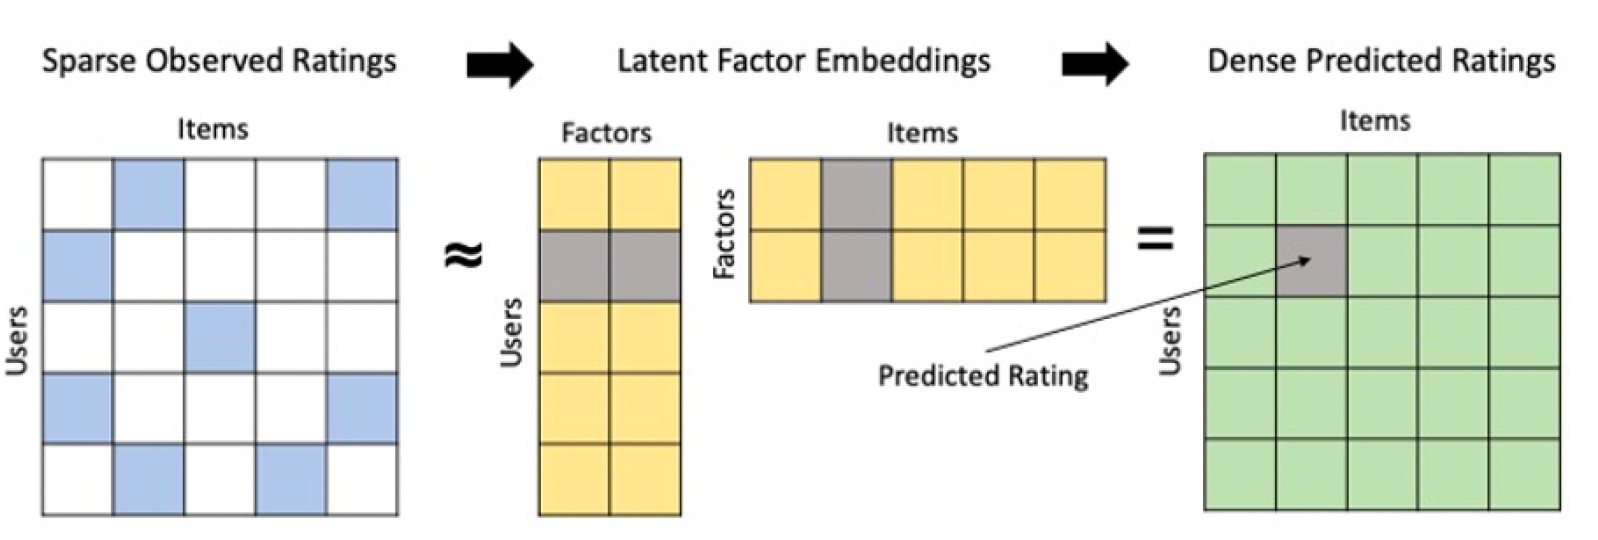 Sparse Observed Ratings
Latent Factor Embeddings
Dense Predicted Ratings
Items
Users
≈
Factors
Users
Items
Factors
=
Items
Users
Predicted Rating